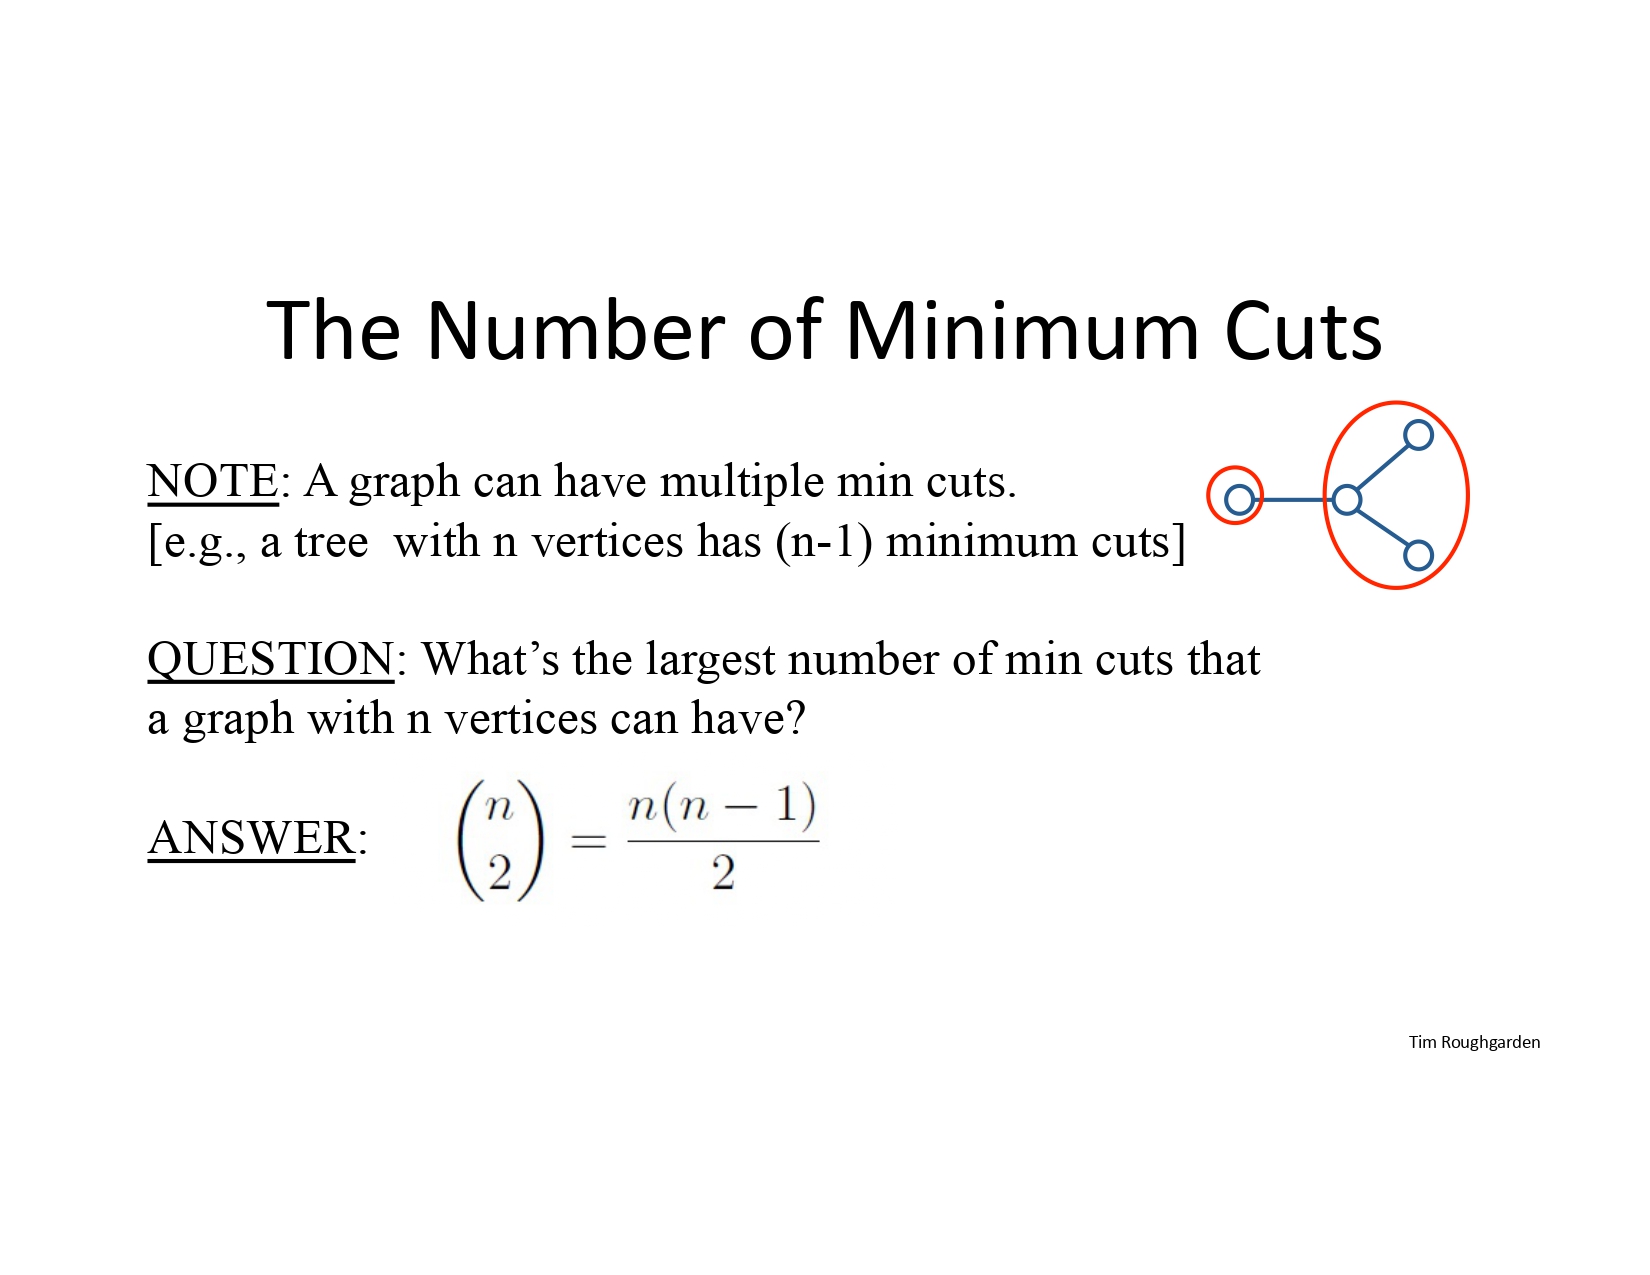 The Number of Minimum Cuts
NOTE: A graph can have multiple min cuts.
[e.g., a tree  with n vertices has (n-1) minimum cuts]
QUESTION: What’s the largest number of min cuts that
a graph with n vertices can have?
ANSWER: \binom{n}{2} = \frac{n(n-1)}{2}
Tim Roughgarden